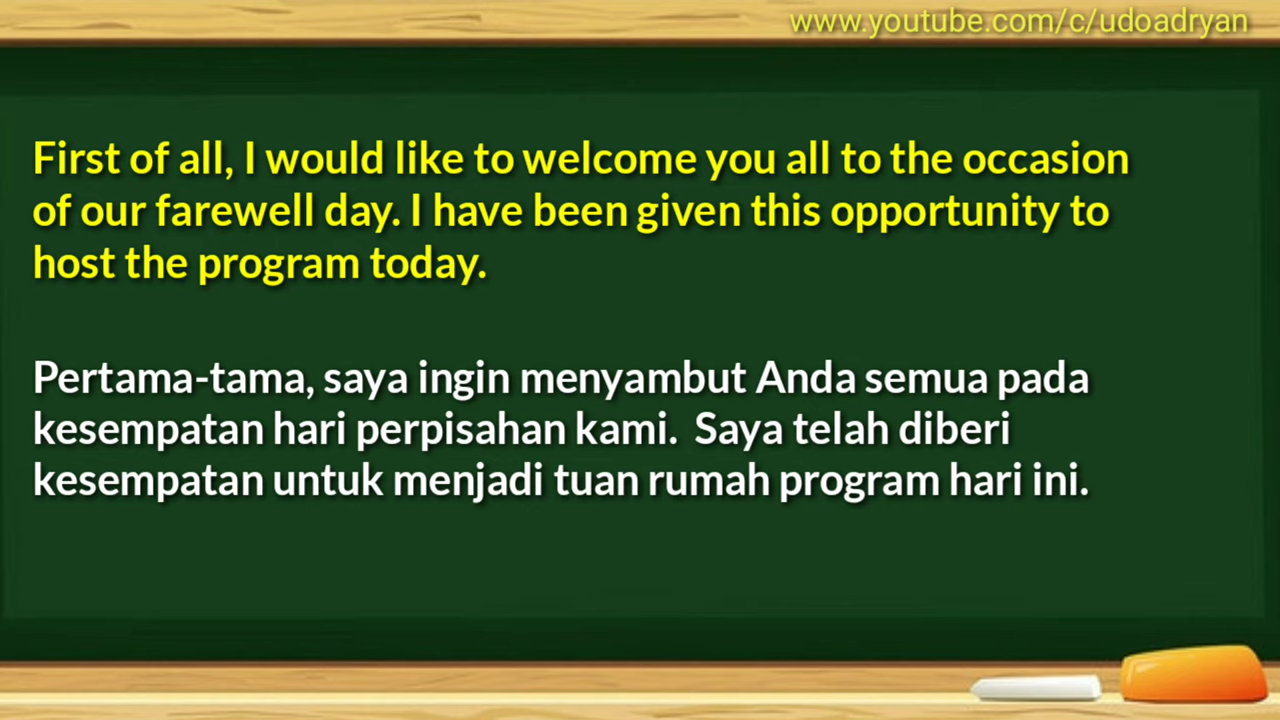 www.youtube.com/c/udoadryan
First of all, I would like to welcome you all to the occasion
of our farewell day. I have been given this opportunity to
host the program today.
Pertama-tama, saya ingin menyambut Anda semua pada
kesempatan hari perpisahan kami.  Saya telah diberi
kesempatan untuk menjadi tuan rumah program hari ini.